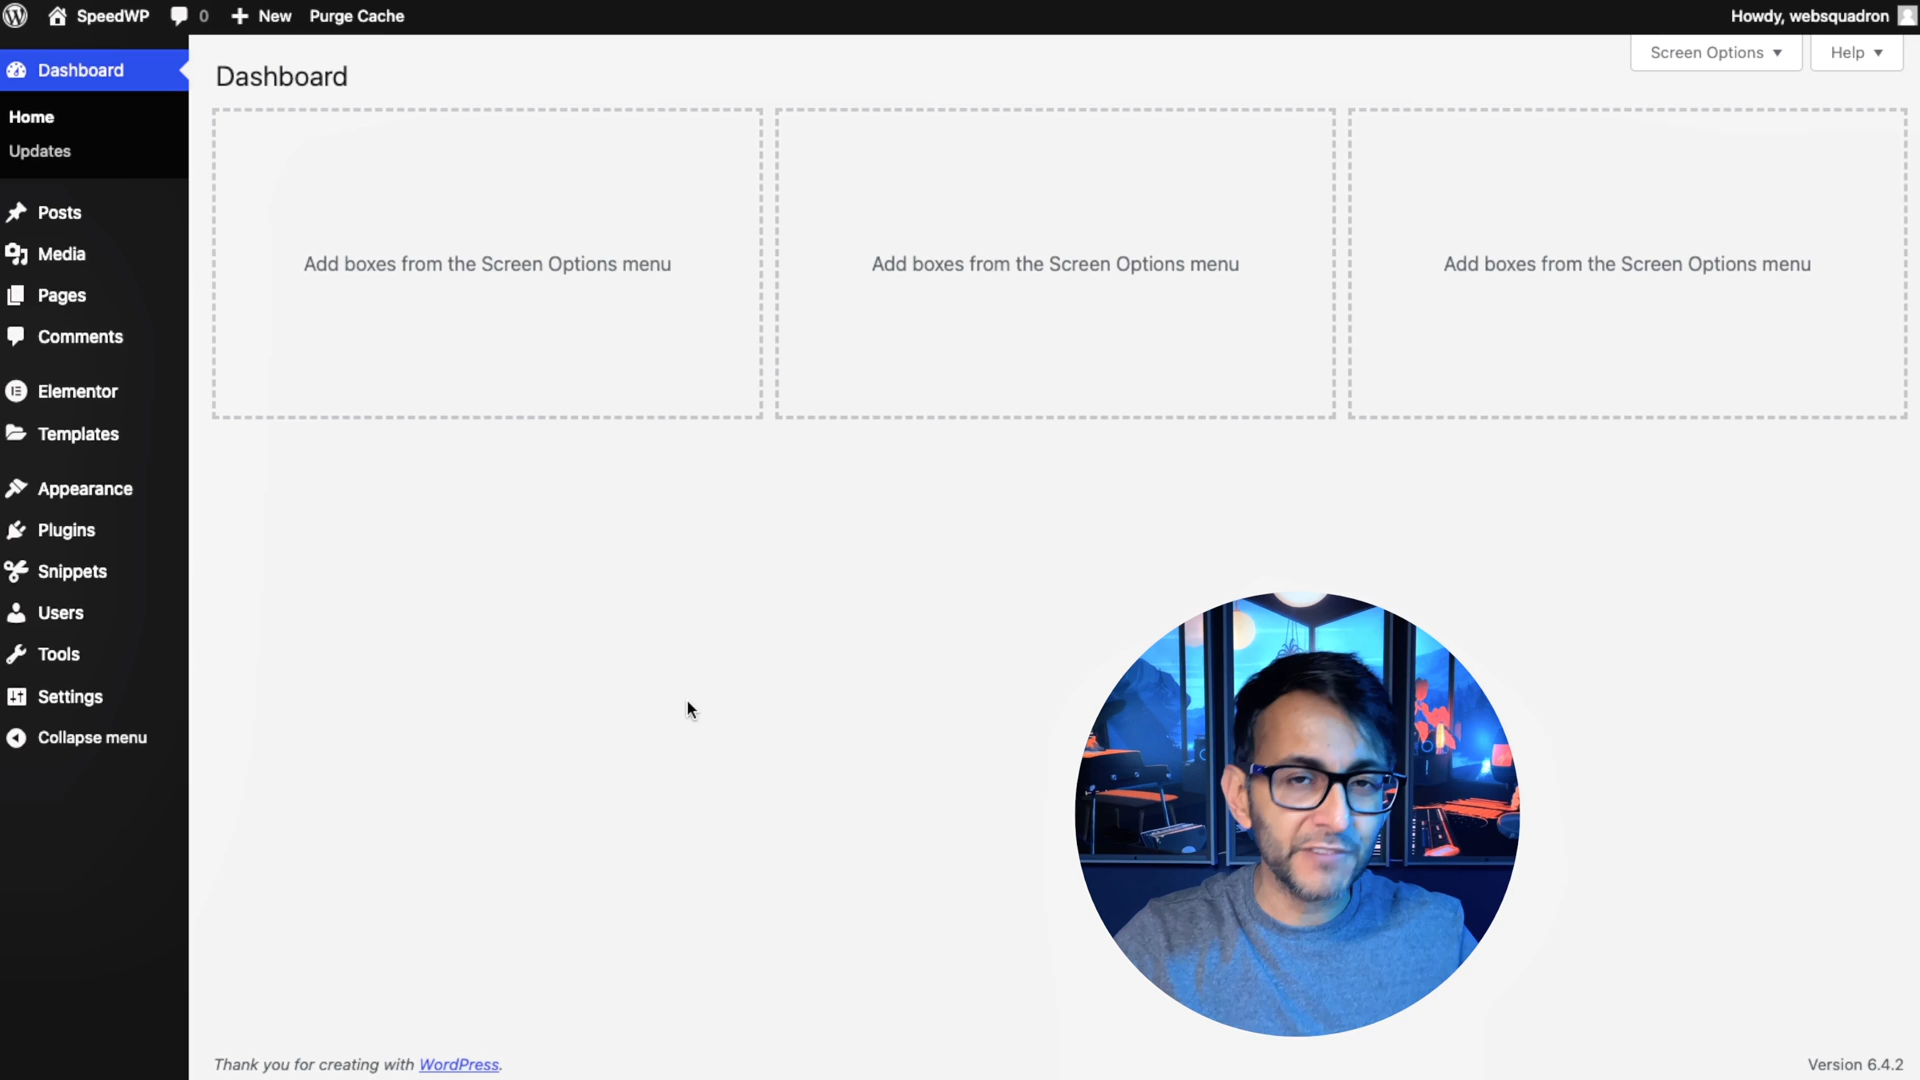 SpeedWP 0 New Purge Cache Howdy, websquadron
Screen Options Help
Dashboard
Dashboard
Home
Updates
Posts
Media
Pages
Comments
Elementor
Templates
Appearance
Plugins
Snippets
Users
Tools
Settings
Collapse menu
Add boxes from the Screen Options menu
Add boxes from the Screen Options menu
Add boxes from the Screen Options menu
Thank you for creating with WordPress.
Version 6.4.2